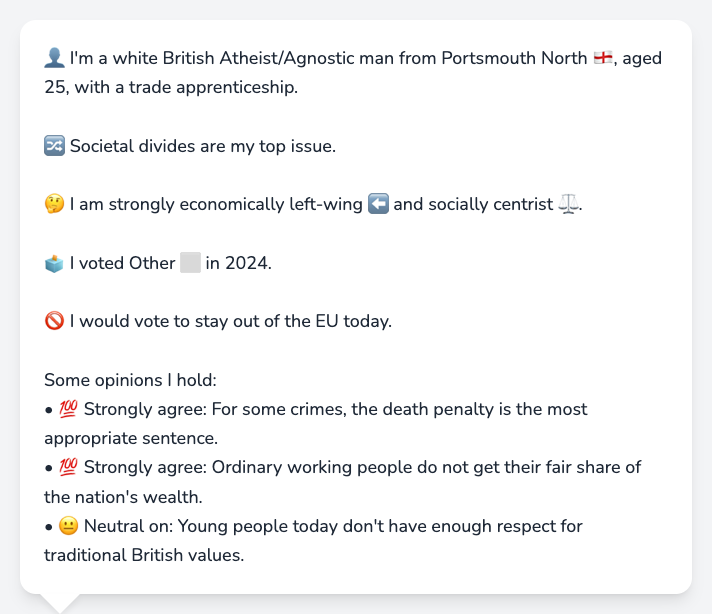 👤 I'm a white British Atheist/Agnostic man from Portsmouth North 🏴󠁧󠁢󠁥󠁮󠁧󠁿, aged
25, with a trade apprenticeship.
🔀 Societal divides are my top issue.
🤔 I am strongly economically left-wing ⬅️ and socially centrist ⚖️.
🗳️ I voted Other ⬜ in 2024.
🚫 I would vote to stay out of the EU today.
Some opinions I hold:
• 💯 Strongly agree: For some crimes, the death penalty is the most
appropriate sentence.
• 💯 Strongly agree: Ordinary working people do not get their fair share of
the nation's wealth.
• 😐 Neutral on: Young people today don't have enough respect for
traditional British values.